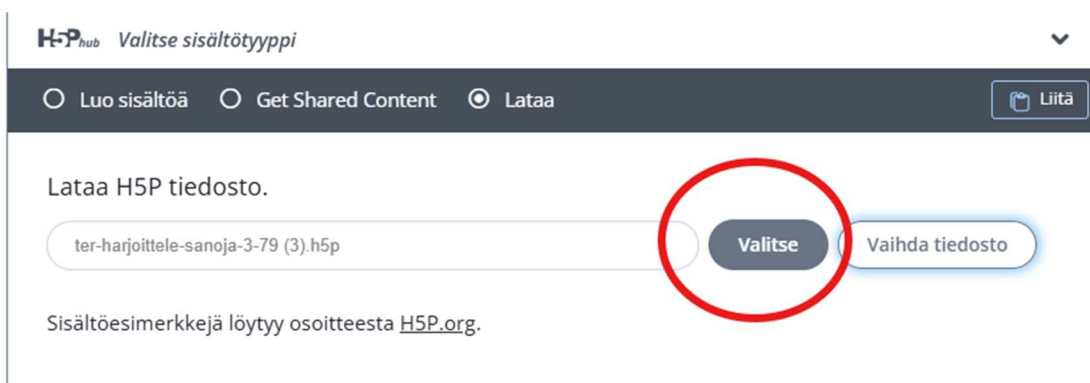 H5P hub Valitse sisältötyyppi
Luo sisältöä Get Shared Content Lataa Liitä
Lataa H5P tiedosto.
ter-harjoittele-sanoja-3-79 (3).h5p Valitse Vaihda tiedosto
Sisältöesimerkkejä löytyy osoitteesta H5P.org.